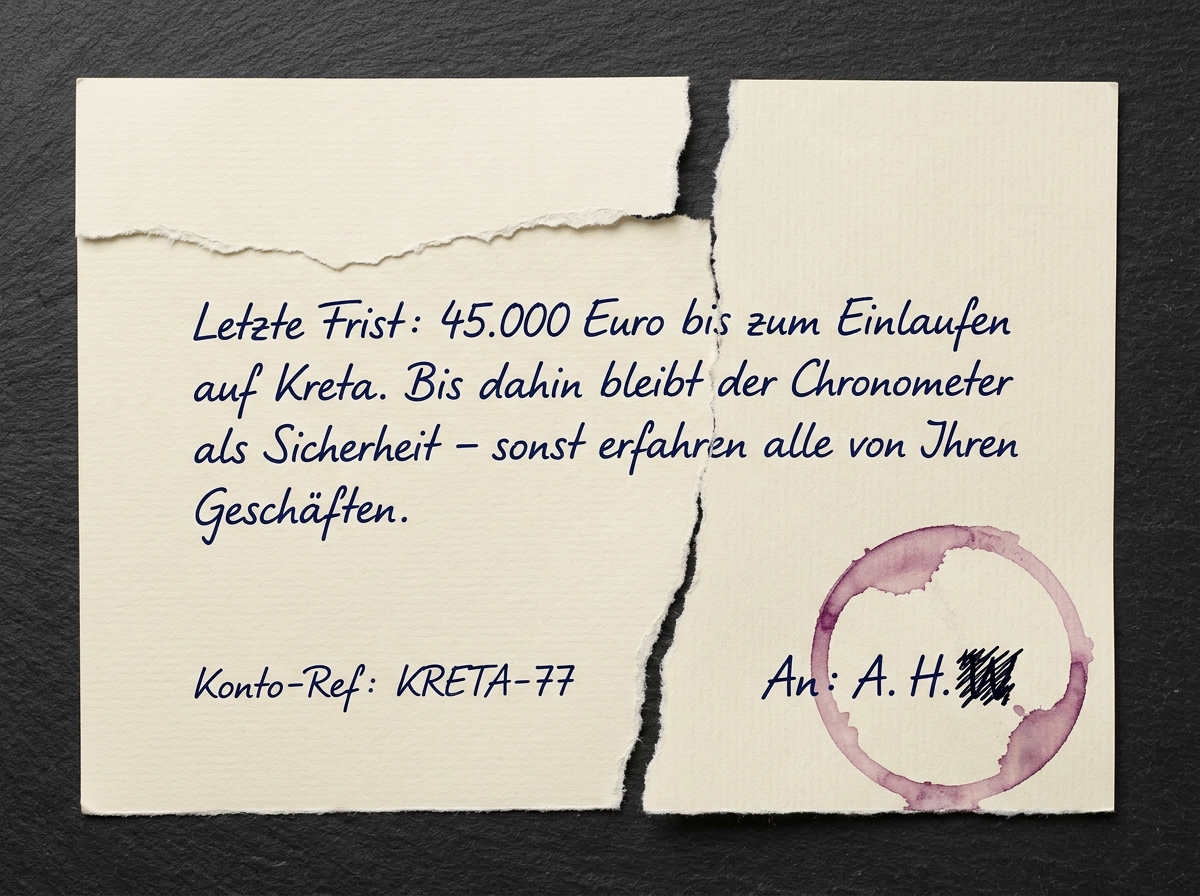 Letzte Frist: 45.000 Euro bis zum Einlaufen
auf Kreta. Bis dahin bleibt der Chronometer
als Sicherheit – sonst erfahren alle von Ihren
Geschäften.
Konto-Ref: KRETA-77
An: A. H.